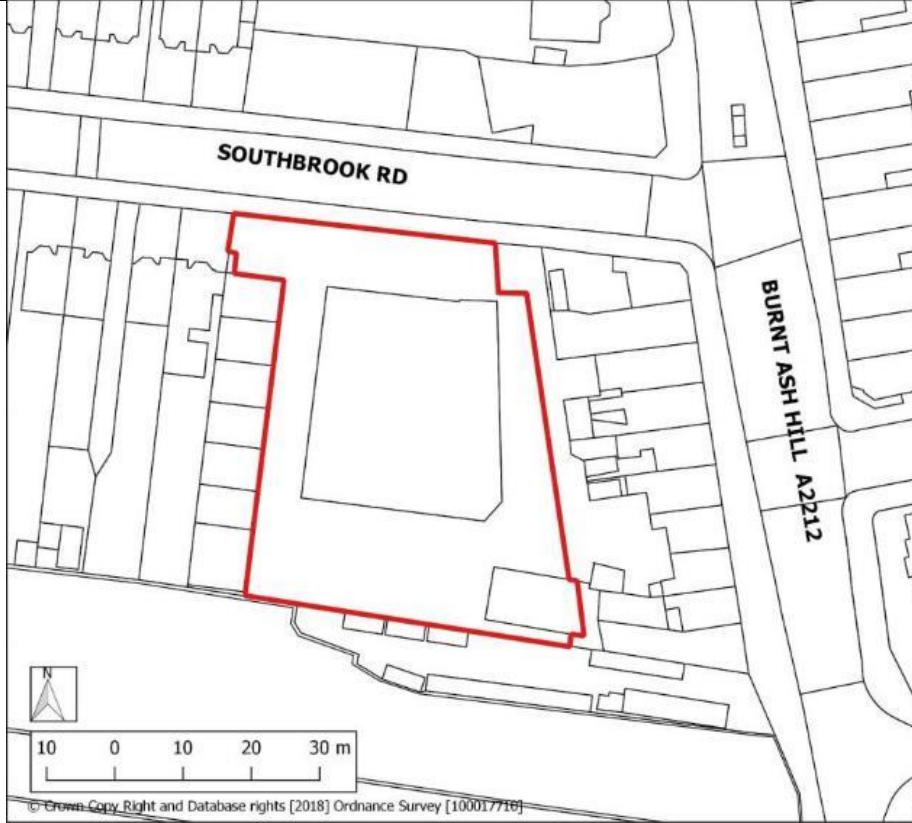 SOUTHBROOK RD
BURNT ASH HILL A2212
N
10 0 10 20 30 m
© Crown Copy Right and Database rights [2018] Ordnance Survey [100017710]